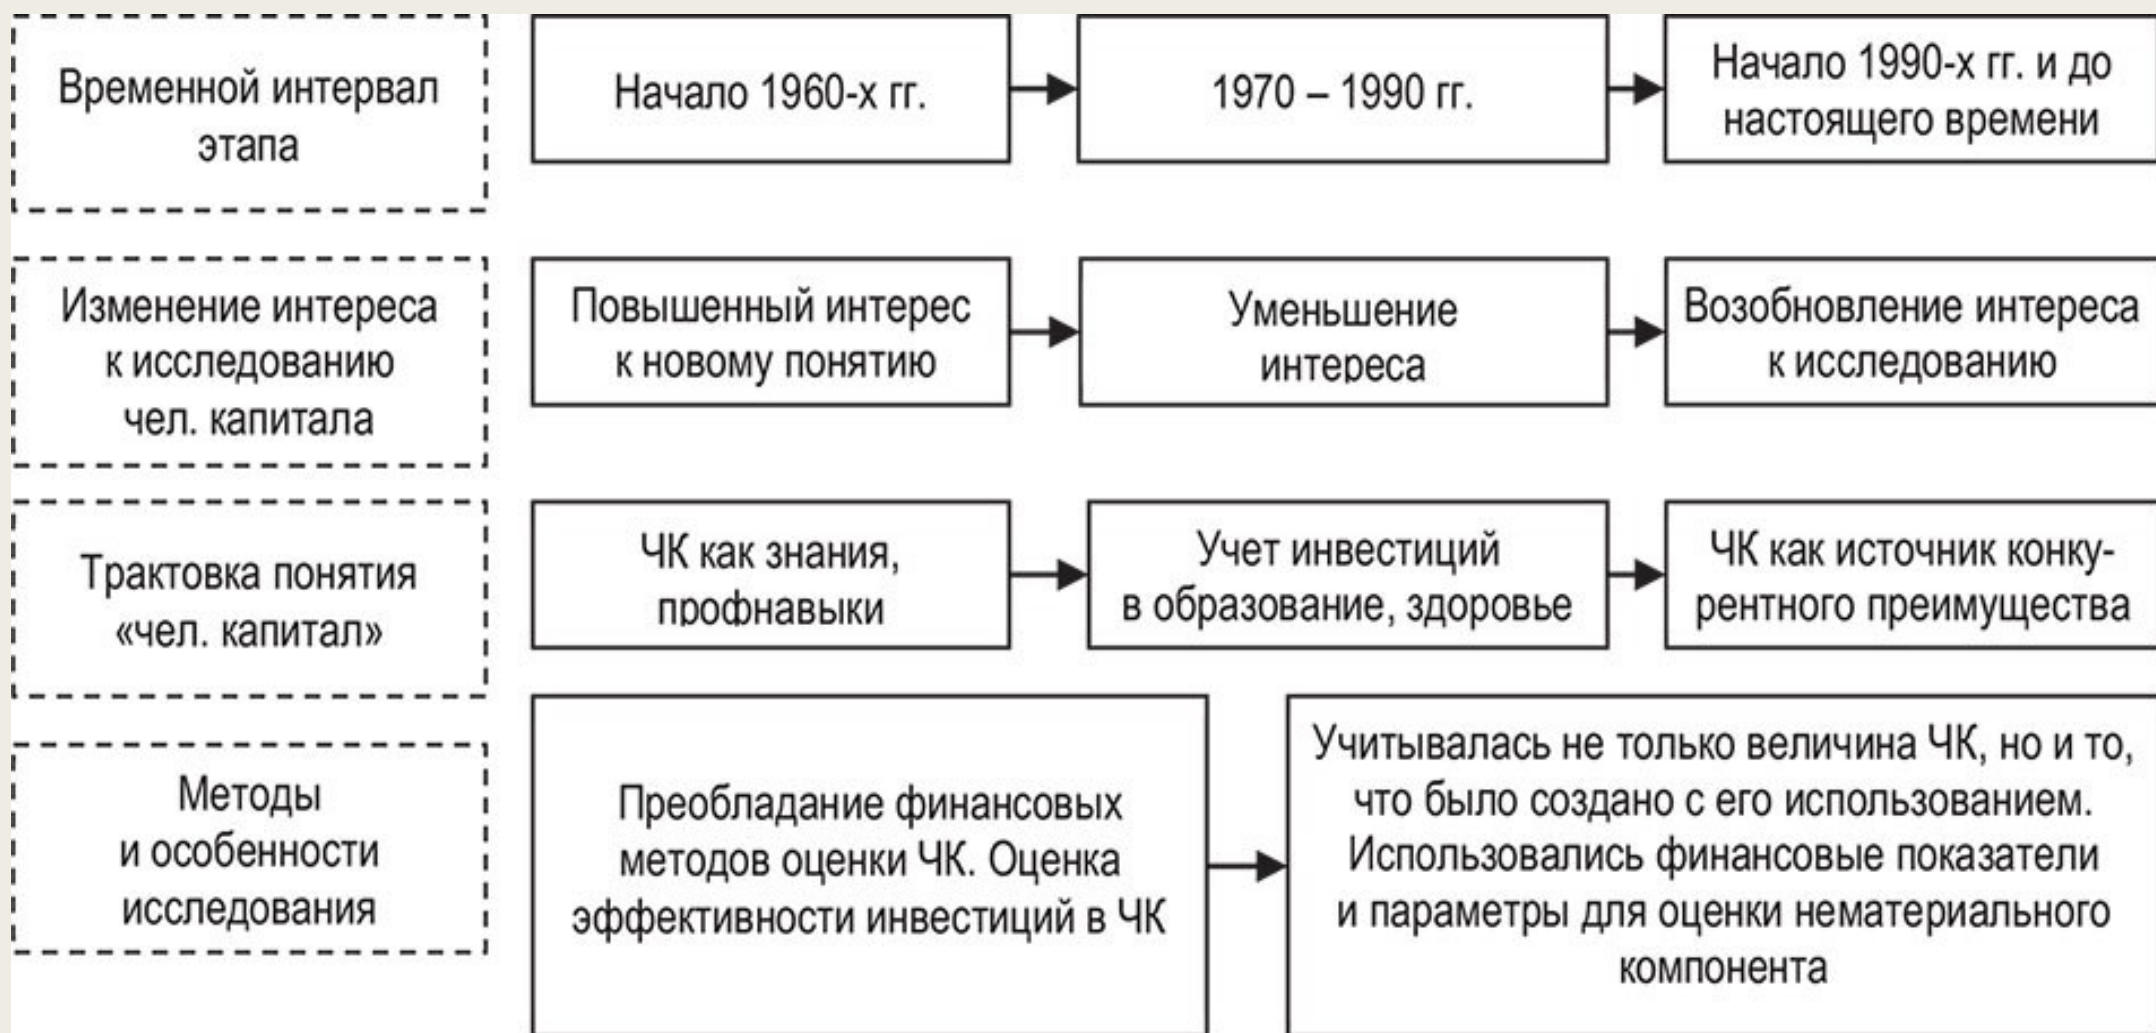 Временной интервал
этапа
Начало 1960-х гг.
1970 – 1990 гг.
Начало 1990-х гг. и до
настоящего времени
Изменение интереса
к исследованию
чел. капитала
Повышенный интерес
к новому понятию
Уменьшение
интереса
Возобновление интереса
к исследованию
Трактовка понятия
«чел. капитал»
ЧК как знания,
профнавыки
Учет инвестиций
в образование, здоровье
ЧК как источник конку-
рентного преимущества
Методы
и особенности
исследования
Преобладание финансовых
методов оценки ЧК. Оценка
эффективности инвестиций в ЧК
Учитывалась не только величина ЧК, но и то,
что было создано с его использованием.
Использовались финансовые показатели
и параметры для оценки нематериального
компонента